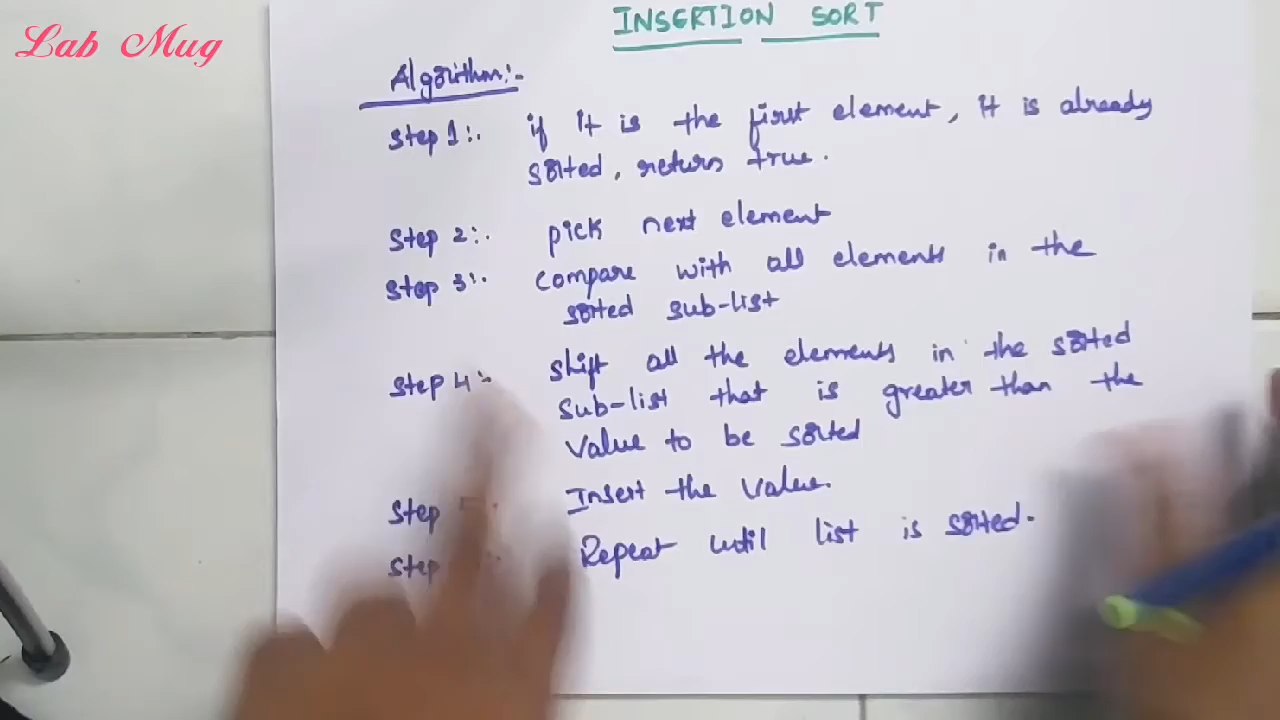 Lab Mug
INSERTION SORT
Algorithm:-
Step 1:- if it is the first element, it is already
sorted, return true.
Step 2:- pick next element
Step 3:- compare with all elements in the
sorted sub-list
Step 4:- shift all the elements in the sorted
sub-list that is greater than the
value to be sorted
Step Insert the value.
Step Repeat until list is sorted.